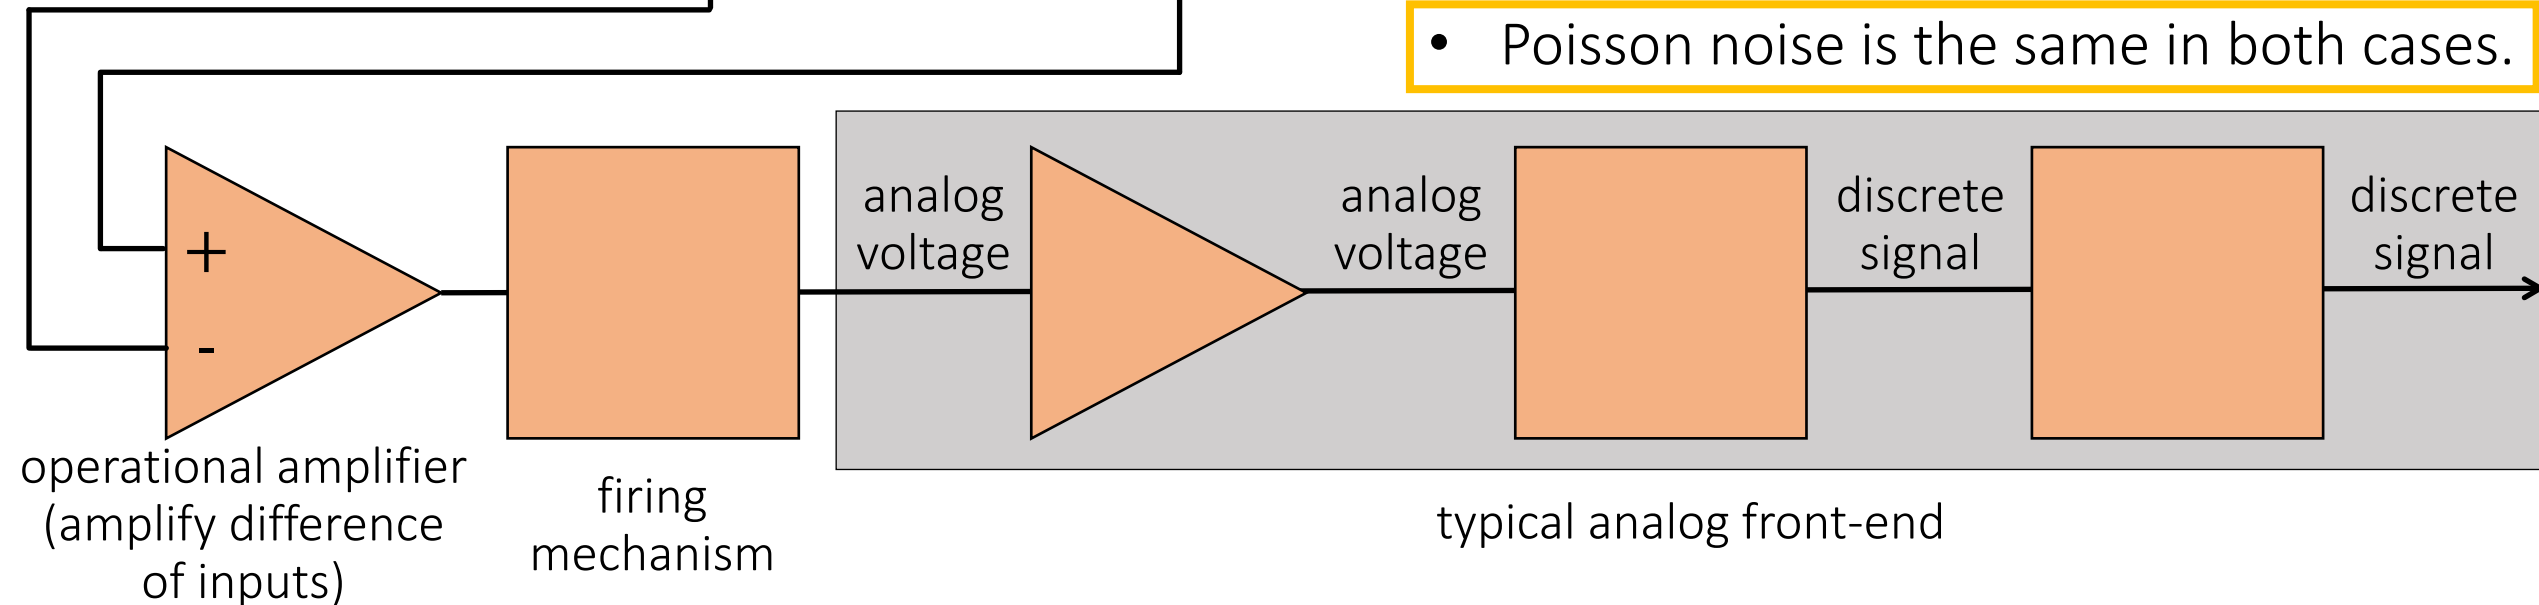 • Poisson noise is the same in both cases.
analog
voltage
analog
voltage
discrete
signal
discrete
signal
+
-
operational amplifier
(amplify difference
of inputs)
firing
mechanism
typical analog front-end